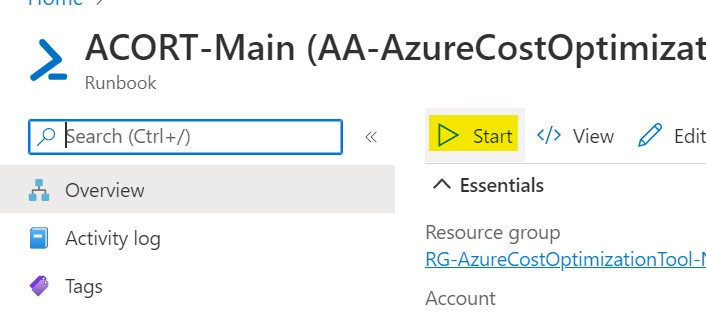 Home
ACORT-Main (AA-AzureCostOptimizat
Runbook
Search (Ctrl+/)
«
Start
View
Edit
Overview
Essentials
Activity log
Resource group
RG-AzureCostOptimizationTool-N
Tags
Account